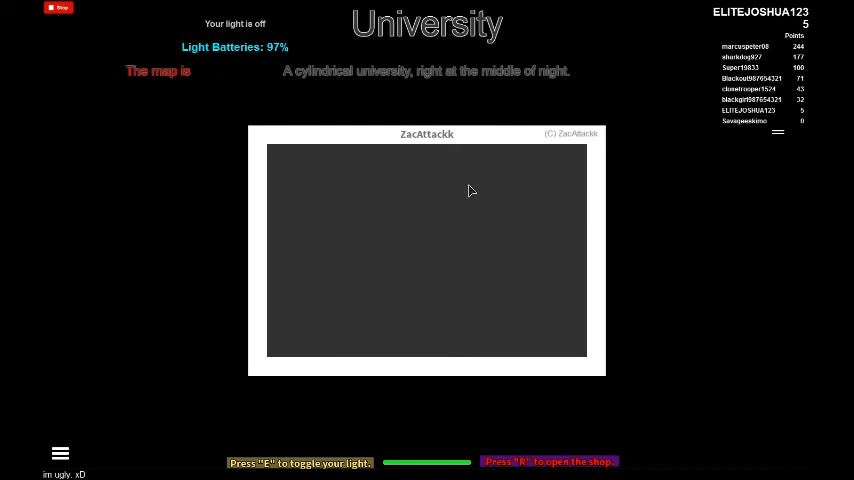 Stop
Your light is off
University
Light Batteries: 97%
The map is
A cylindrical university, right at the middle of night.
ELITEJOSHUA123
5
Points
marcuspeter08 244
sharkdog927 177
Super19833 100
Blackout987654321 71
clonetrooper1524 43
blackgirl987654321 32
ELITEJOSHUA123 5
Savageeskimo 0
ZacAttackk
(C) ZacAttackk
Press "E" to toggle your light.
Press "R" to open the shop.
im ugly. xD